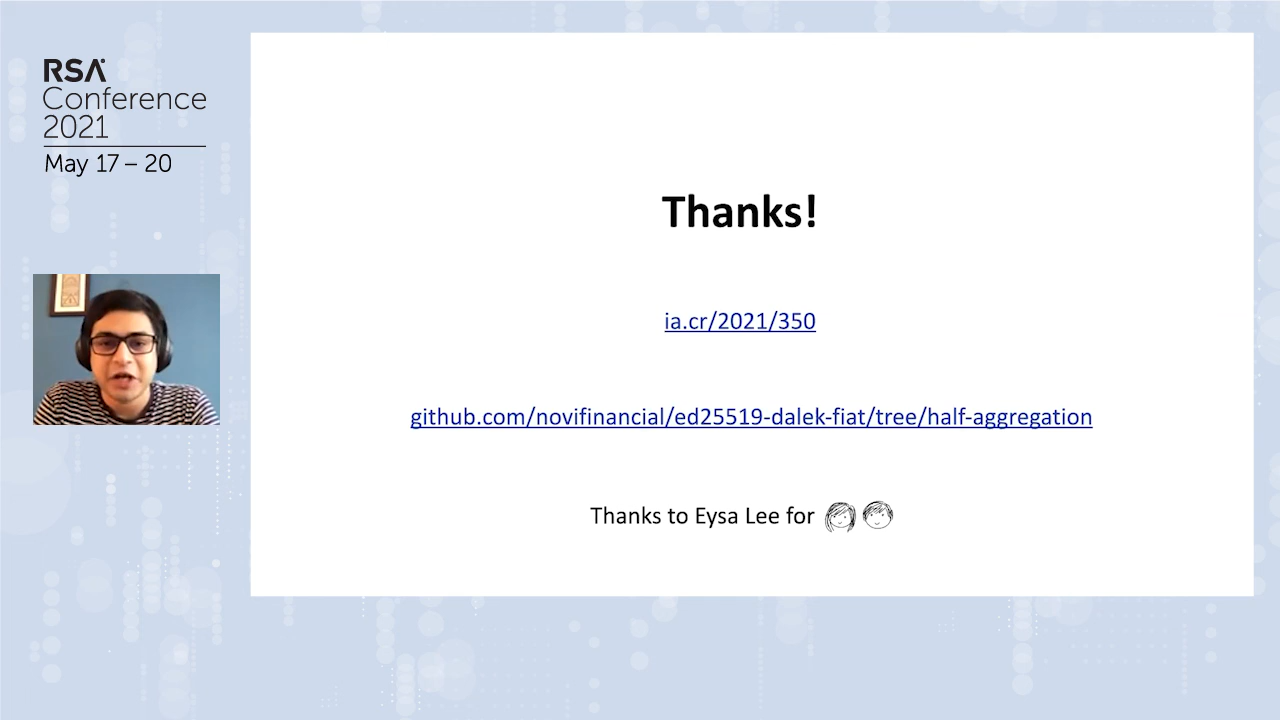 RSA
Conference
2021
May 17 – 20
Thanks!
ia.cr/2021/350
github.com/novifinancial/ed25519-dalek-fiat/tree/half-aggregation
Thanks to Eysa Lee for